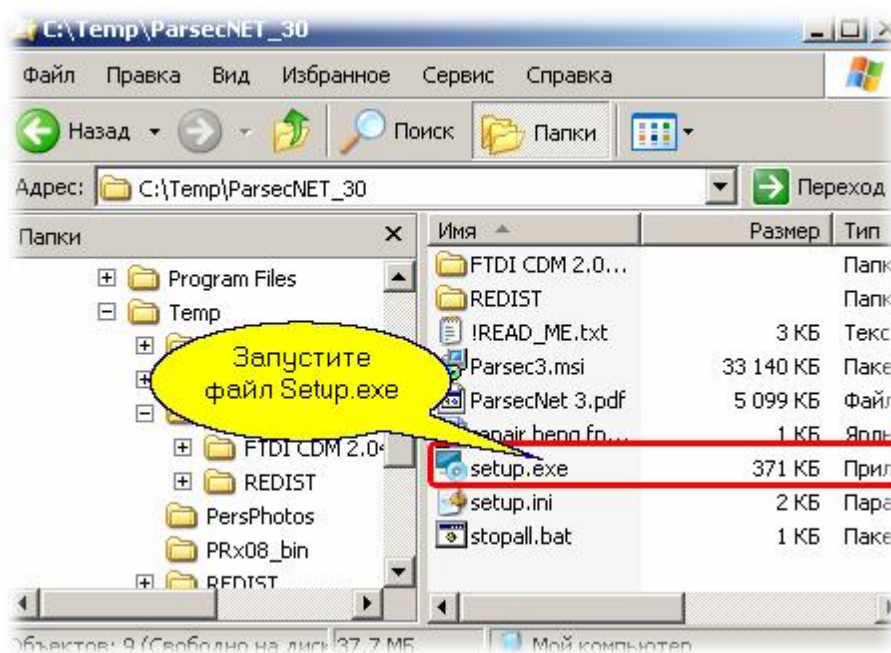 C:\Temp\ParsecNET_30
Файл Правка Вид Избранное Сервис Справка
Назад Поиск Папки
Адрес: C:\Temp\ParsecNET_30 Переход
Папки
Program Files
Temp
Запустите
файл Setup.exe
FTDI CDM 2.04
REDIST
PersPhotos
PRx08_bin
REDIST
Имя Размер Тип
FTDI CDM 2.0... Папк
REDIST Папк
!READ_ME.txt 3 КБ Текс
Parsec3.msi 33 140 КБ Паке
ParsecNet 3.pdf 5 099 КБ Файл
1 КБ Ярлы
setup.exe 371 КБ Прил
setup.ini 2 КБ Пара
stopall.bat 1 КБ Паке
Объектов: 9 (Свободно на диск 37,7 МБ Мой компьютер